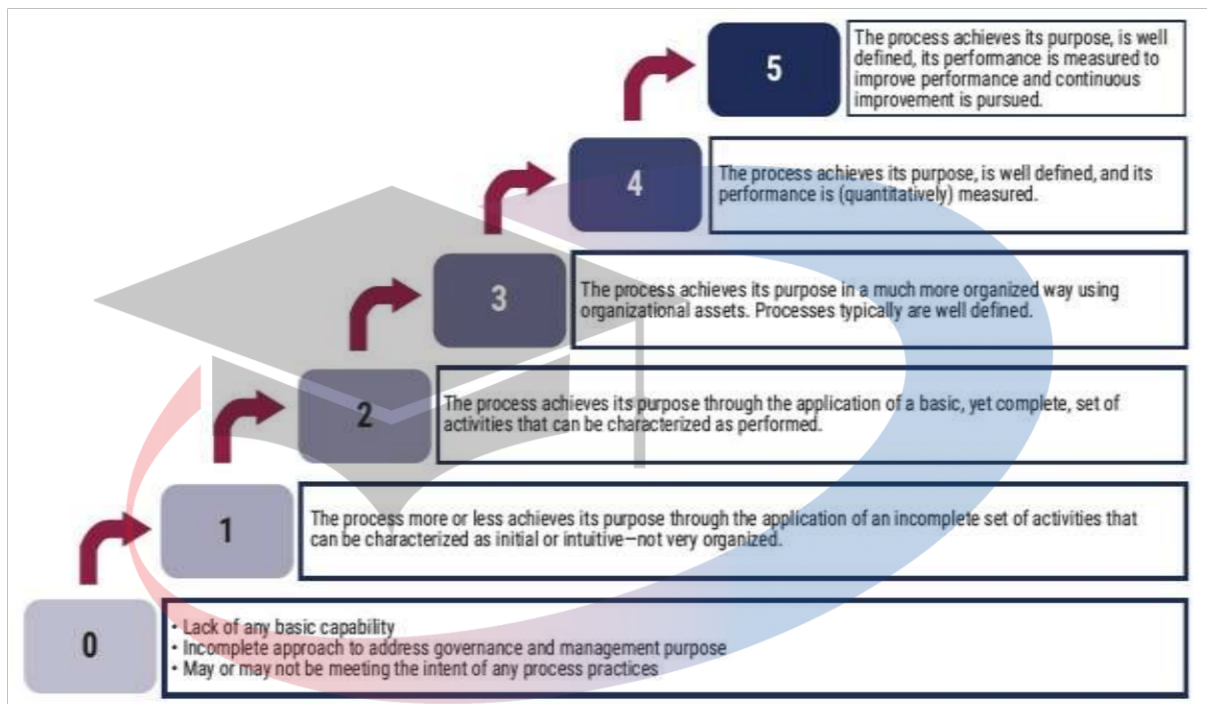 5
The process achieves its purpose, is well
defined, its performance is measured to
improve performance and continuous
improvement is pursued.
4
The process achieves its purpose, is well defined, and its
performance is (quantitatively) measured.
3
The process achieves its purpose in a much more organized way using
organizational assets. Processes typically are well defined.
2
The process achieves its purpose through the application of a basic, yet complete, set of
activities that can be characterized as performed.
1
The process more or less achieves its purpose through the application of an incomplete set of activities that
can be characterized as initial or intuitive—not very organized.
0
• Lack of any basic capability
• Incomplete approach to address governance and management purpose
• May or may not be meeting the intent of any process practices